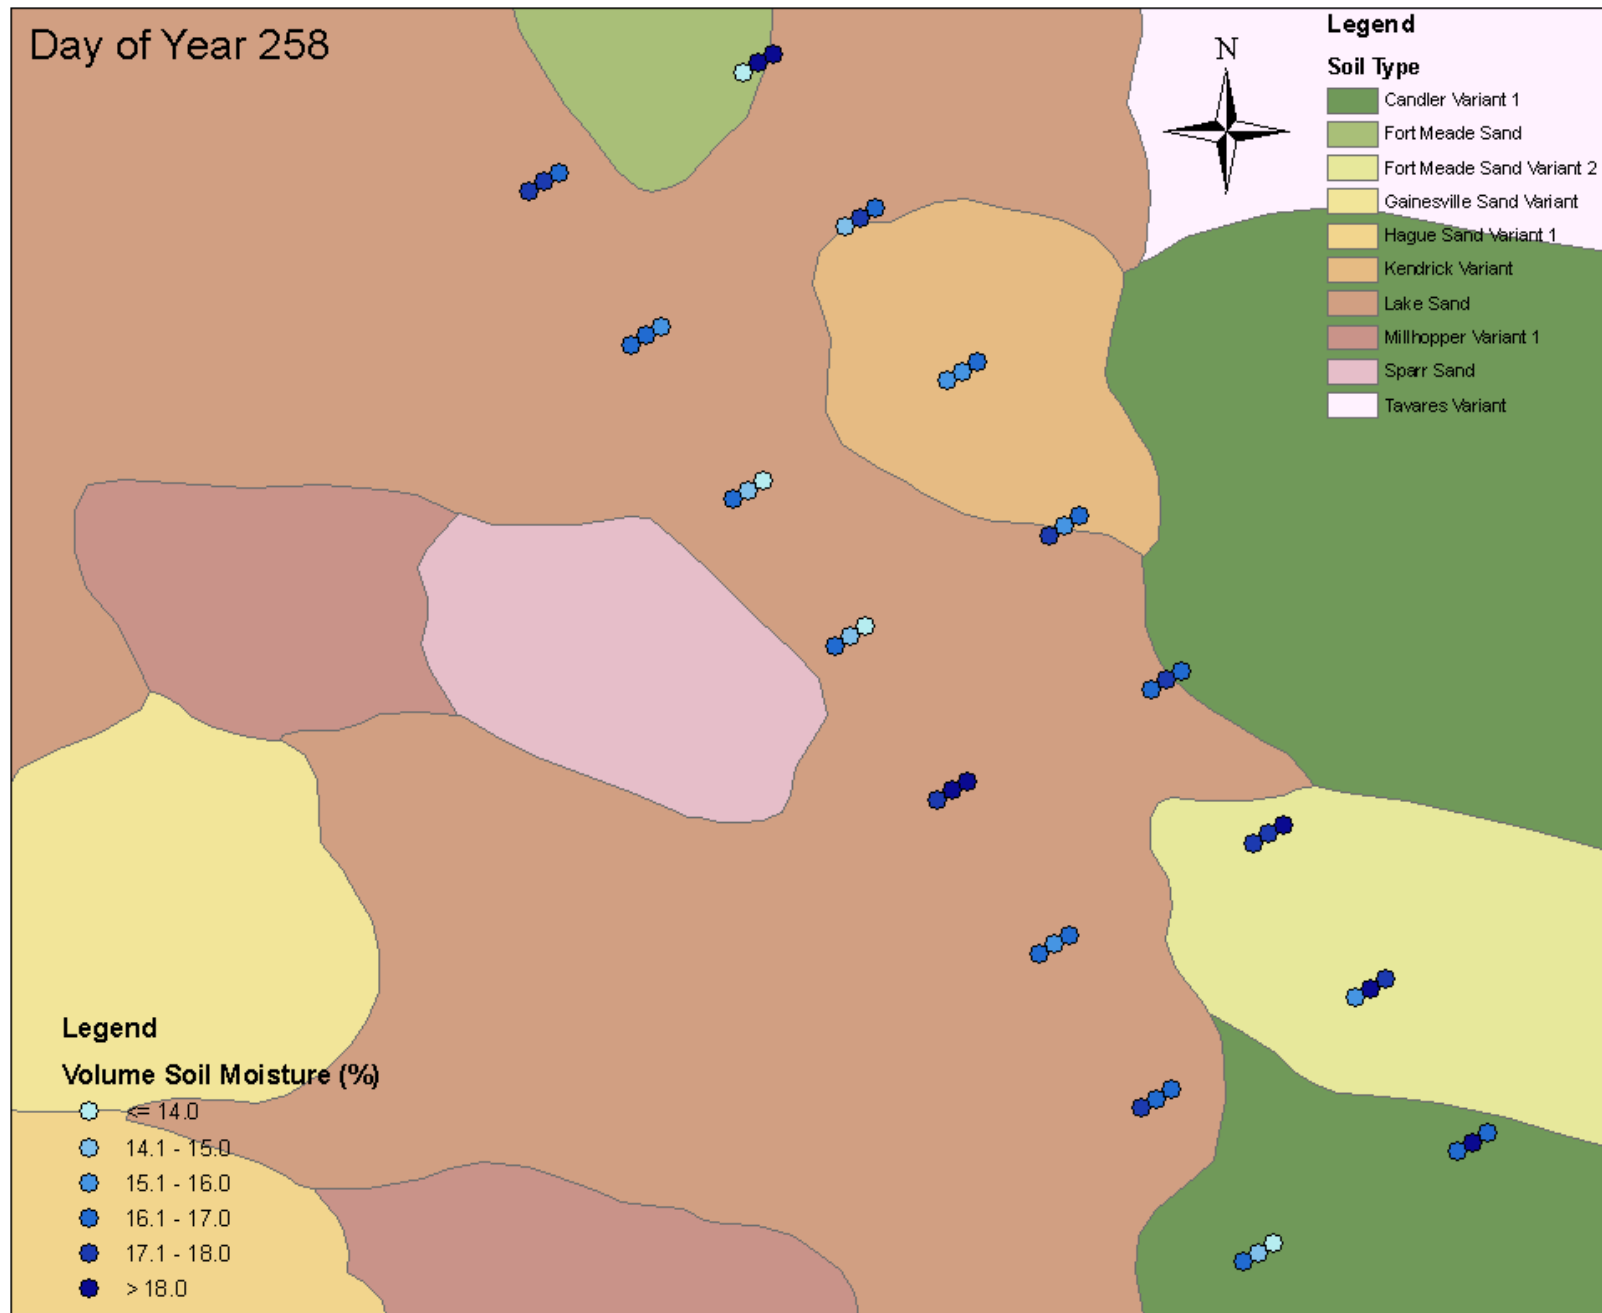 Day of Year 258
N
Legend
Soil Type
Candler Variant 1
Fort Meade Sand
Fort Meade Sand Variant 2
Gainesville Sand Variant
Hague Sand Variant 1
Kendrick Variant
Lake Sand
Millhopper Variant 1
Sparr Sand
Tavares Variant
Legend
Volume Soil Moisture (%)
<= 14.0
14.1 - 15.0
15.1 - 16.0
16.1 - 17.0
17.1 - 18.0
> 18.0